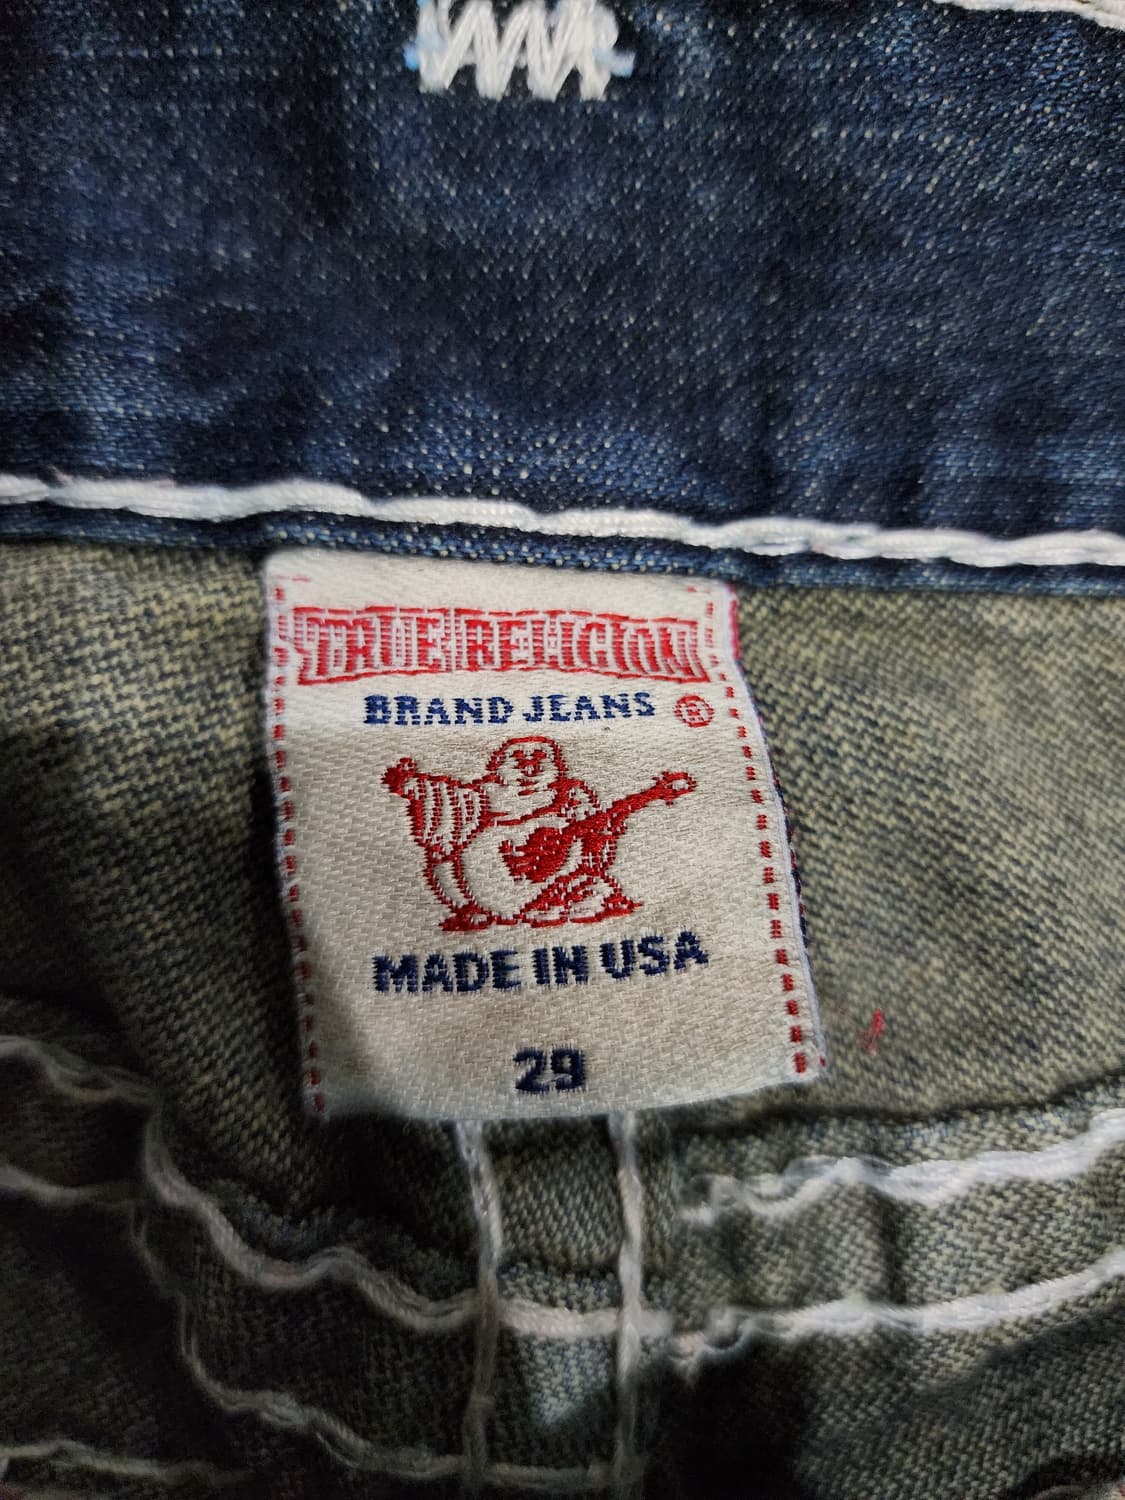 TRUE RELIGION
BRAND JEANS ®
MADE IN USA
29